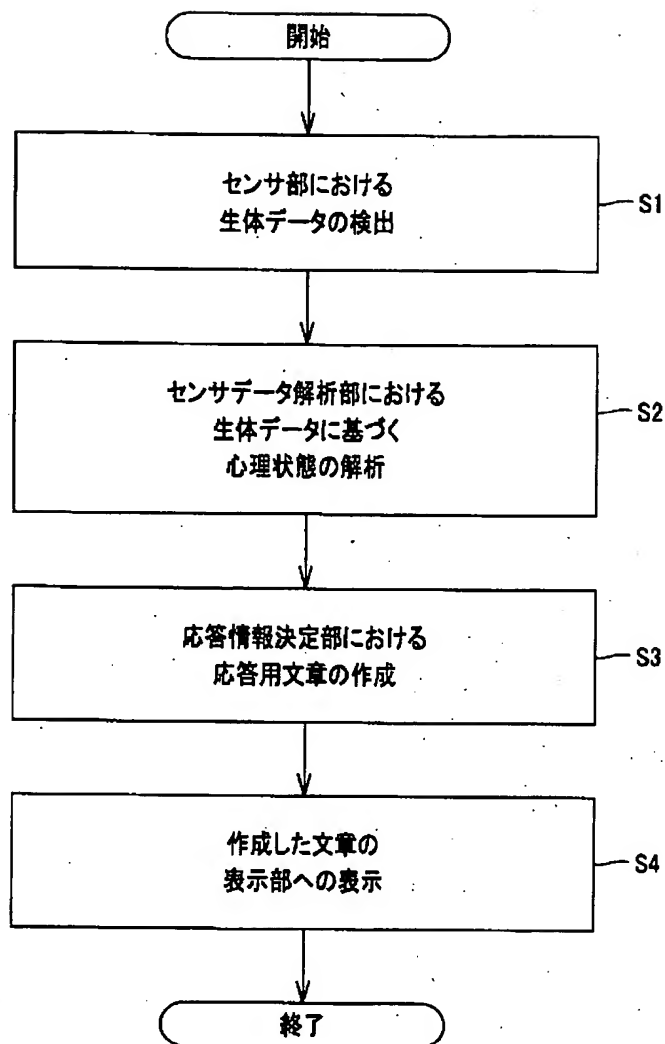 開始
センサ部における
生体データの検出
S1
センサデータ解析部における
生体データに基づく
心理状態の解析
S2
応答情報決定部における
応答用文章の作成
S3
作成した文章の
表示部への表示
S4
終了